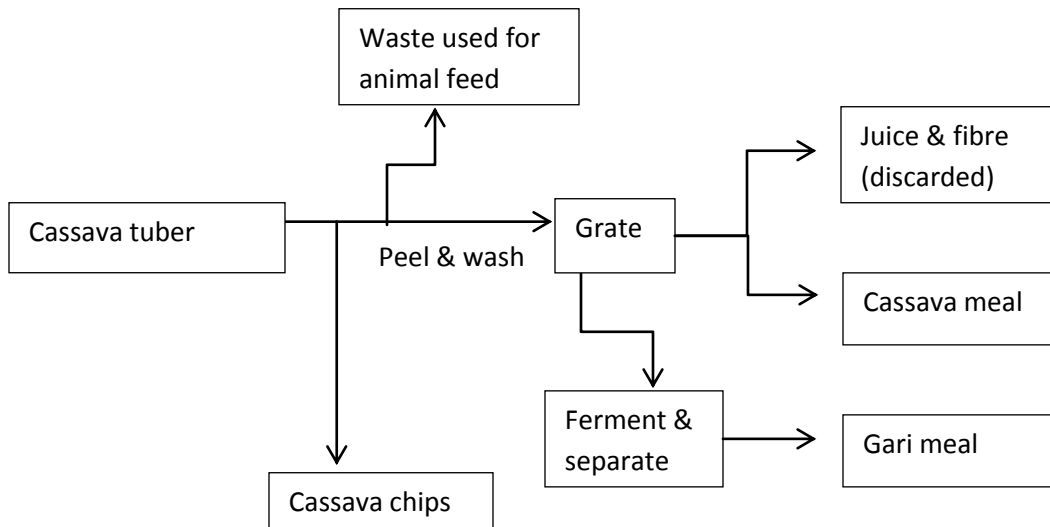 Waste used for
animal feed
Juice & fibre
(discarded)
Cassava tuber
Peel & wash
Grate
Cassava meal
Ferment &
separate
Gari meal
Cassava chips